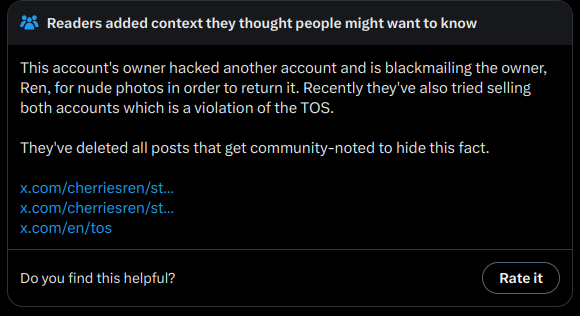 Readers added context they thought people might want to know
This account's owner hacked another account and is blackmailing the owner,
Ren, for nude photos in order to return it. Recently they've also tried selling
both accounts which is a violation of the TOS.
They've deleted all posts that get community-noted to hide this fact.
x.com/cherriesren/st...
x.com/cherriesren/st...
x.com/en/tos
Do you find this helpful?
Rate it